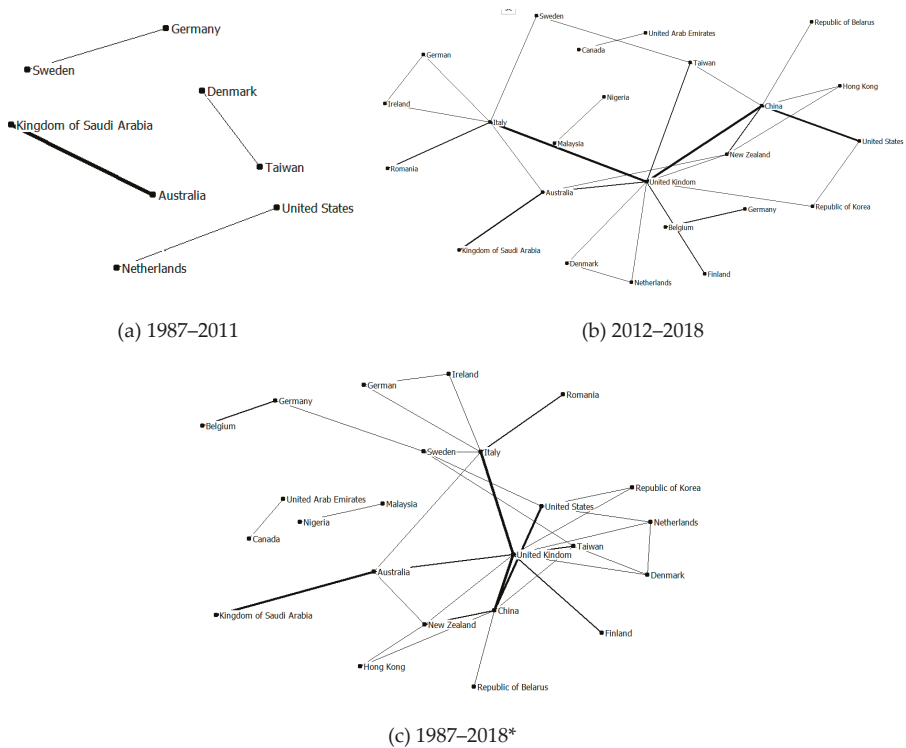 Germany
Sweden
Denmark
Kingdom of Saudi Arabia
Taiwan
Australia
United States
Netherlands
(a) 1987–2011
Sweden
Republic of Belarus
United Arab Emirates
Canada
German
Taiwan
Hong Kong
Nigeria
Ireland
China
Italy
United States
Malaysia
New Zealand
Romania
United Kindom
Australia
Republic of Korea
Germany
Belgium
Kingdom of Saudi Arabia
Denmark
Finland
Netherlands
(b) 2012–2018
Ireland
German
Romania
Germany
Belgium
Sweden
Italy
Republic of Korea
United Arab Emirates
Malaysia
United States
Nigeria
Netherlands
Canada
Taiwan
United Kindom
Australia
Denmark
China
Kingdom of Saudi Arabia
New Zealand
Finland
Hong Kong
Republic of Belarus
(c) 1987–2018*